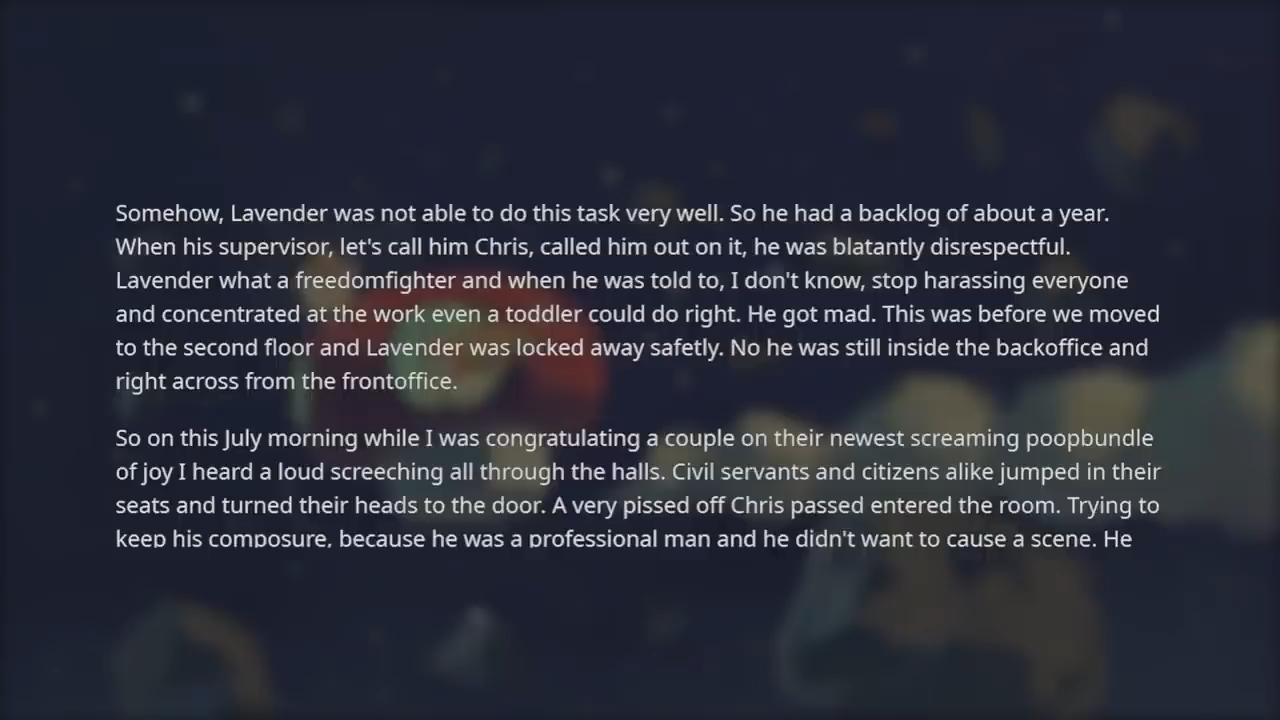 Somehow, Lavender was not able to do this task very well. So he had a backlog of about a year.
When his supervisor, let's call him Chris, called him out on it, he was blatantly disrespectful.
Lavender what a freedomfighter and when he was told to, I don't know, stop harassing everyone
and concentrated at the work even a toddler could do right. He got mad. This was before we moved
to the second floor and Lavender was locked away safetly. No he was still inside the backoffice and
right across from the frontoffice.
So on this July morning while I was congratulating a couple on their newest screaming poopbundle
of joy I heard a loud screeching all through the halls. Civil servants and citizens alike jumped in their
seats and turned their heads to the door. A very pissed off Chris passed entered the room. Trying to
keep his composure, because he was a professional man and he didn't want to cause a scene. He